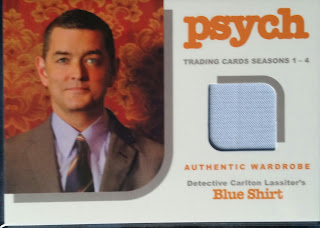 psych
TRADING CARDS SEASONS 1 - 4
AUTHENTIC WARDROBE
Detective Carlton Lassiter's
Blue Shirt